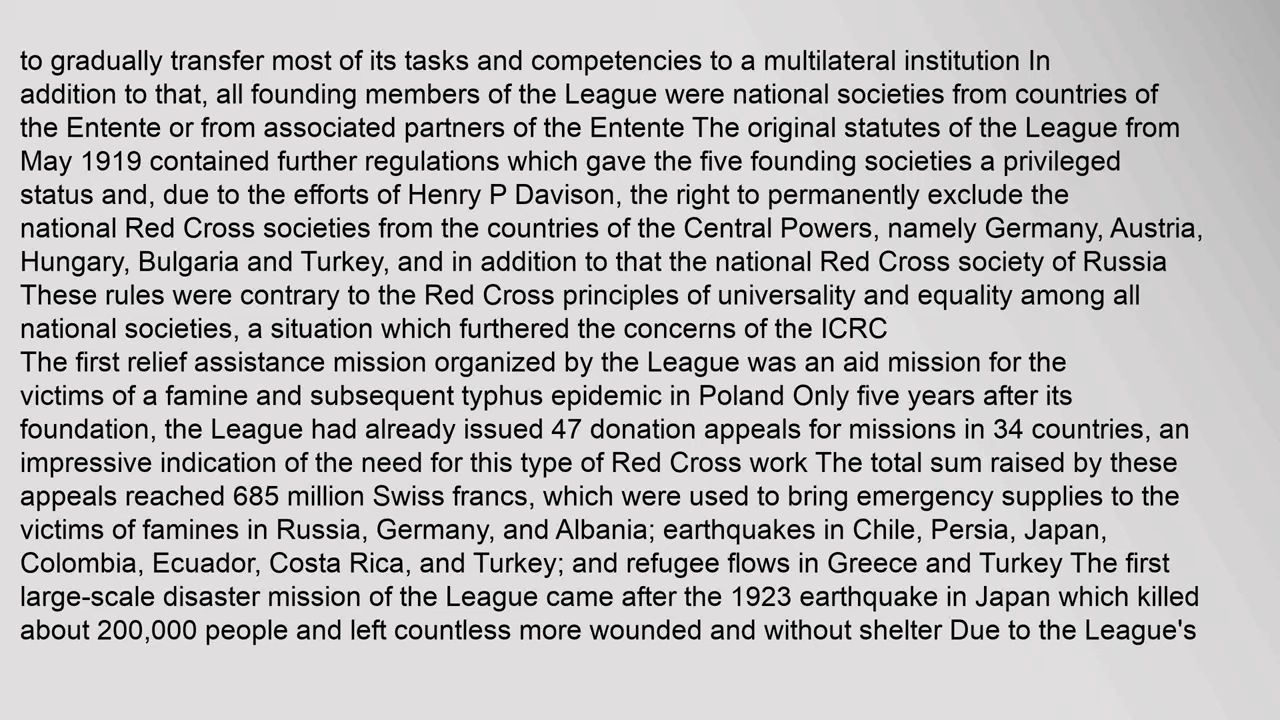 to gradually transfer most of its tasks and competencies to a multilateral institution In
addition to that, all founding members of the League were national societies from countries of
the Entente or from associated partners of the Entente The original statutes of the League from
May 1919 contained further regulations which gave the five founding societies a privileged
status and, due to the efforts of Henry P Davison, the right to permanently exclude the
national Red Cross societies from the countries of the Central Powers, namely Germany, Austria,
Hungary, Bulgaria and Turkey, and in addition to that the national Red Cross society of Russia
These rules were contrary to the Red Cross principles of universality and equality among all
national societies, a situation which furthered the concerns of the ICRC
The first relief assistance mission organized by the League was an aid mission for the
victims of a famine and subsequent typhus epidemic in Poland Only five years after its
foundation, the League had already issued 47 donation appeals for missions in 34 countries, an
impressive indication of the need for this type of Red Cross work The total sum raised by these
appeals reached 685 million Swiss francs, which were used to bring emergency supplies to the
victims of famines in Russia, Germany, and Albania; earthquakes in Chile, Persia, Japan,
Colombia, Ecuador, Costa Rica, and Turkey; and refugee flows in Greece and Turkey The first
large-scale disaster mission of the League came after the 1923 earthquake in Japan which killed
about 200,000 people and left countless more wounded and without shelter Due to the League's